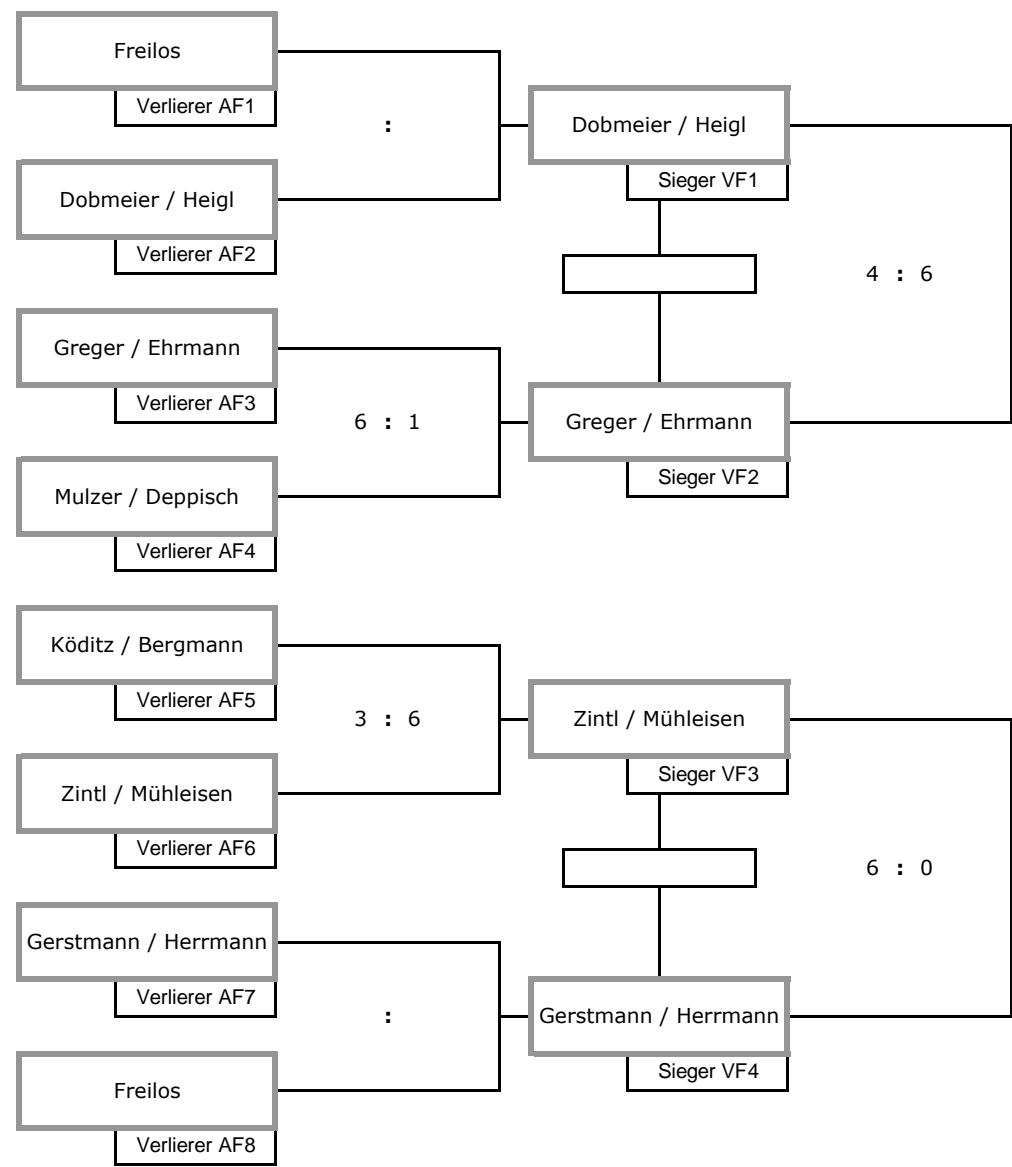 Freilos
Verlierer AF1
:
Dobmeier / Heigl
Verlierer AF2
Dobmeier / Heigl
Sieger VF1
4 : 6
Greger / Ehrmann
Verlierer AF3
6 : 1
Mulzer / Deppisch
Verlierer AF4
Greger / Ehrmann
Sieger VF2
Köditz / Bergmann
Verlierer AF5
3 : 6
Zintl / Mühleisen
Verlierer AF6
Zintl / Mühleisen
Sieger VF3
6 : 0
Gerstmann / Herrmann
Verlierer AF7
:
Freilos
Verlierer AF8
Gerstmann / Herrmann
Sieger VF4